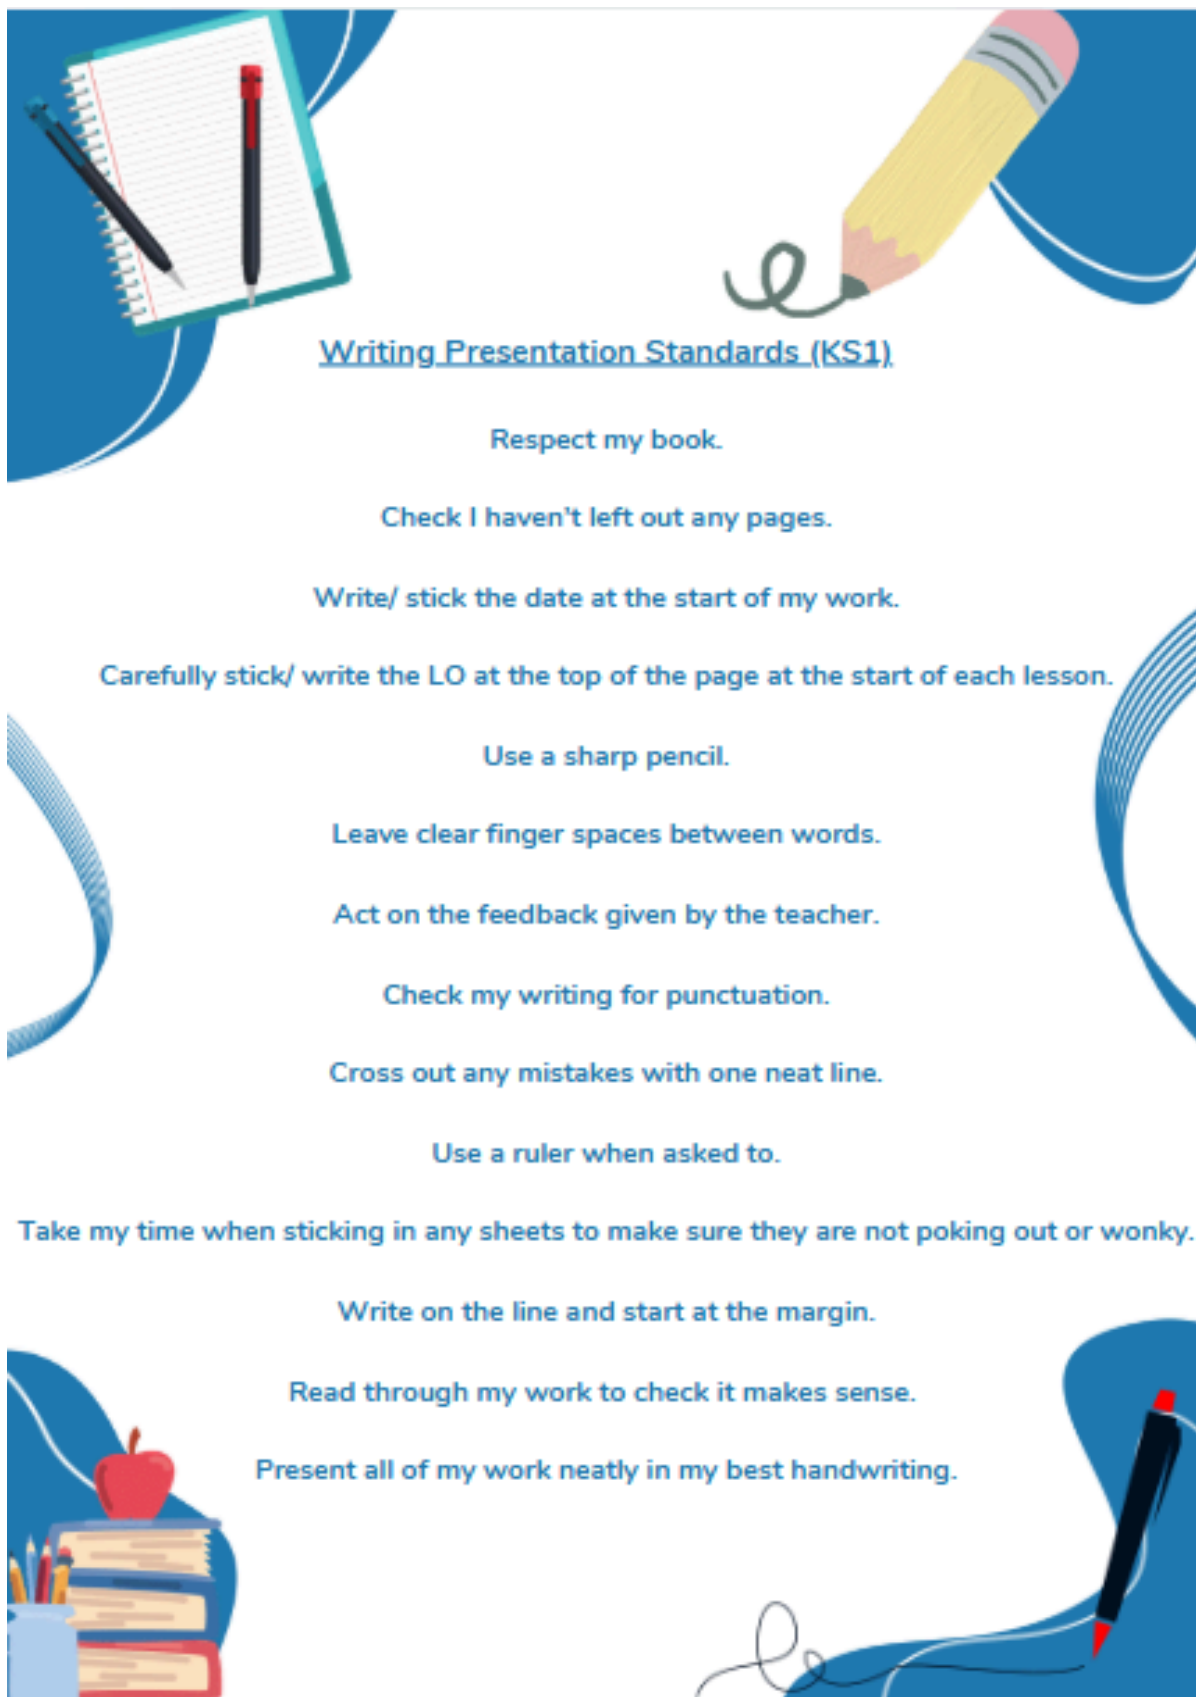 Writing Presentation Standards (KS1)
Respect my book.
Check I haven't left out any pages.
Write/ stick the date at the start of my work.
Carefully stick/ write the LO at the top of the page at the start of each lesson.
Use a sharp pencil.
Leave clear finger spaces between words.
Act on the feedback given by the teacher.
Check my writing for punctuation.
Cross out any mistakes with one neat line.
Use a ruler when asked to.
Take my time when sticking in any sheets to make sure they are not poking out or wonky.
Write on the line and start at the margin.
Read through my work to check it makes sense.
Present all of my work neatly in my best handwriting.